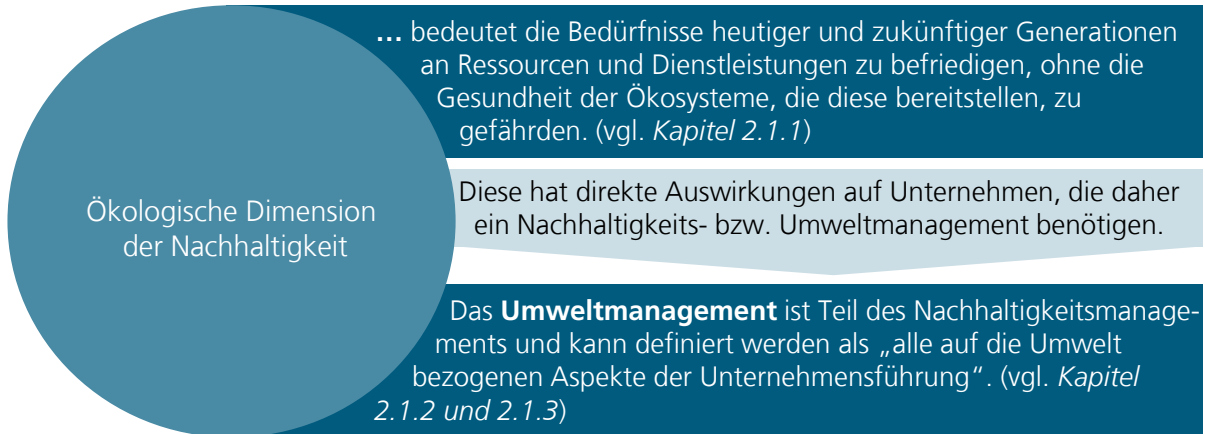 … bedeutet die Bedürfnisse heutiger und zukünftiger Generationen
an Ressourcen und Dienstleistungen zu befriedigen, ohne die
Gesundheit der Ökosysteme, die diese bereitstellen, zu
gefährden. (vgl. Kapitel 2.1.1)
Ökologische Dimension
der Nachhaltigkeit
Diese hat direkte Auswirkungen auf Unternehmen, die daher
ein Nachhaltigkeits- bzw. Umweltmanagement benötigen.
Das Umweltmanagement ist Teil des Nachhaltigkeitsmanage-
ments und kann definiert werden als „alle auf die Umwelt
bezogenen Aspekte der Unternehmensführung“. (vgl. Kapitel
2.1.2 und 2.1.3)